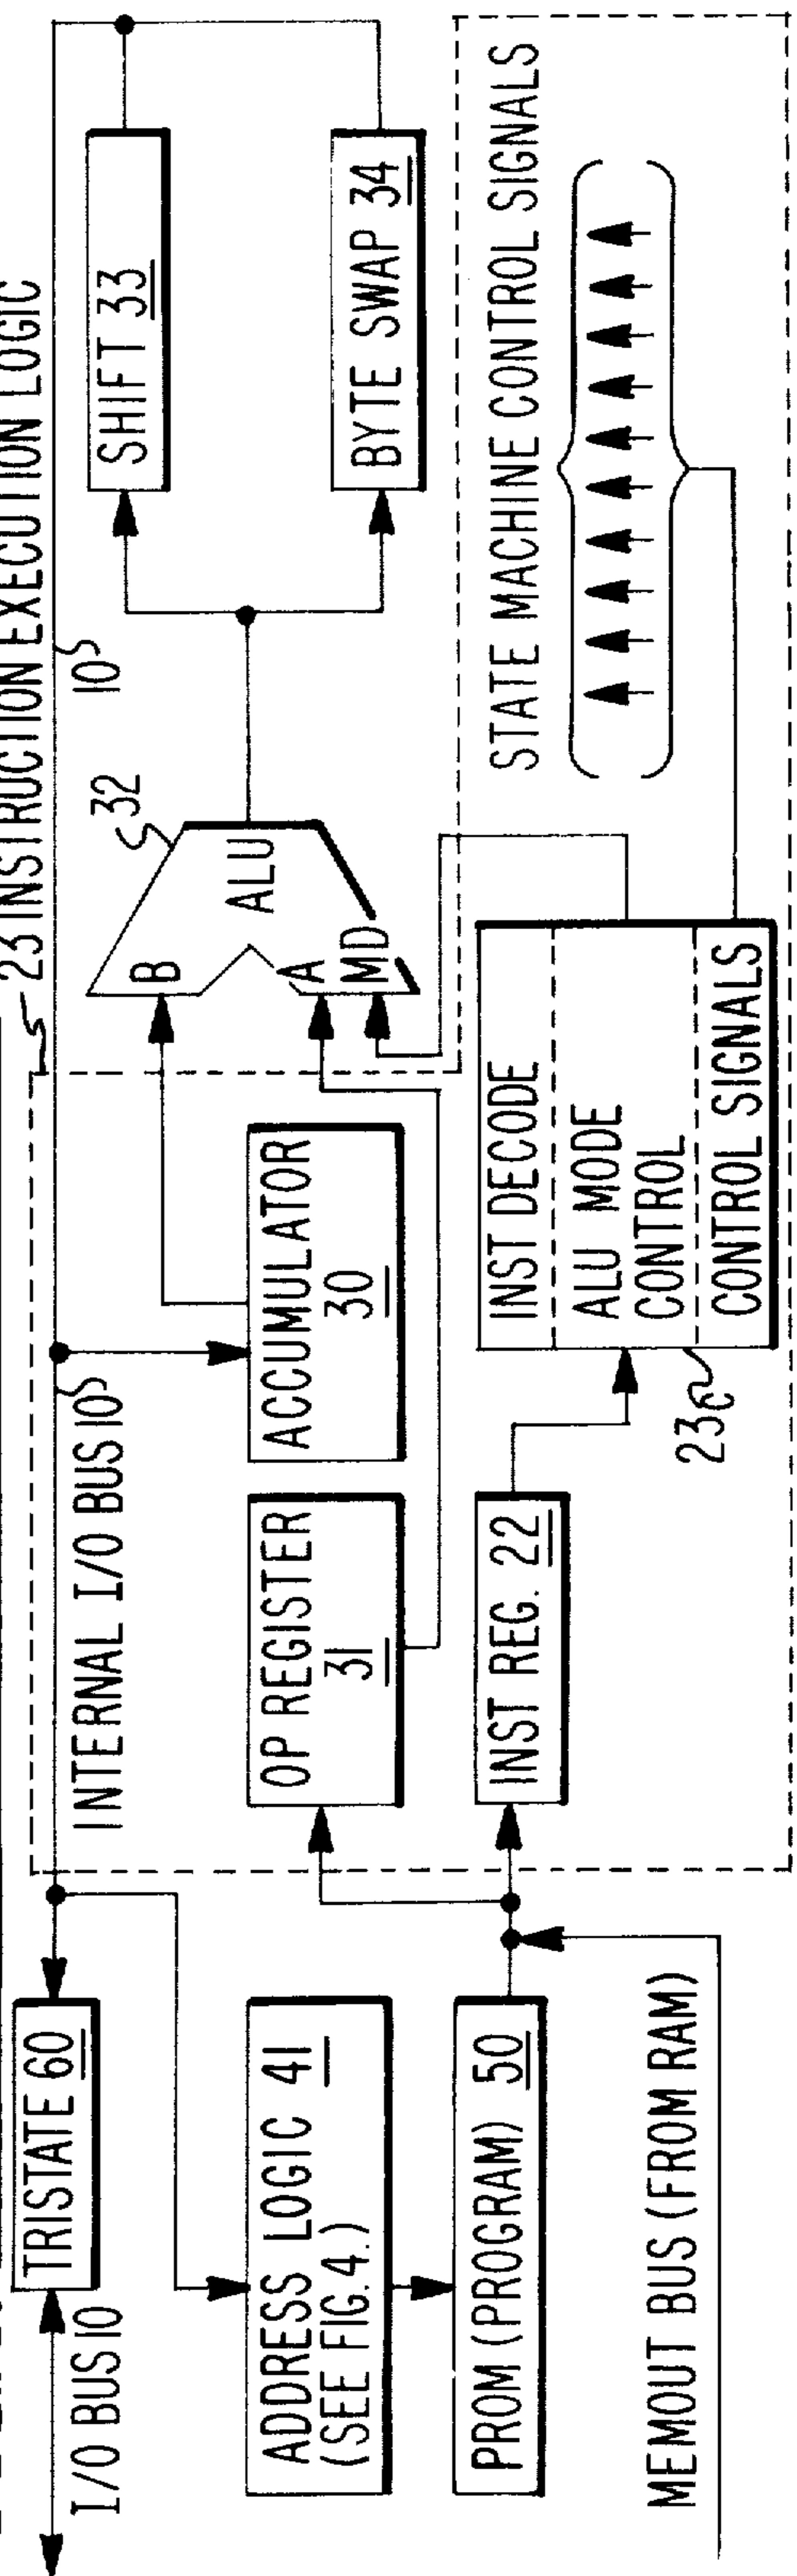 23 INSTRUCTION EXECUTION LOGIC
TRISTATE 60
I/O BUS 10
INTERNAL I/O BUS 10
10
ADDRESS LOGIC 41
(SEE FIG.4.)
PROM (PROGRAM) 50
MEMOUT BUS (FROM RAM)
OP REGISTER
31
ACCUMULATOR
30
INST REG. 22
23c
INST DECODE
ALU MODE
CONTROL
CONTROL SIGNALS
32
B
ALU
A
MD
SHIFT 33
BYTE SWAP 34
STATE MACHINE CONTROL SIGNALS